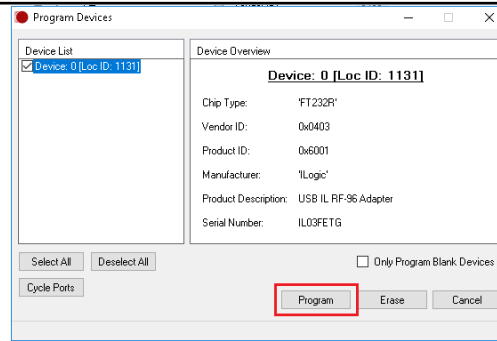 Program Devices
Device List
Device: 0 [Loc ID: 1131]
Device Overview
Device: 0 [Loc ID: 1131]
Chip Type: 'FT232R'
Vendor ID: 0x0403
Product ID: 0x6001
Manufacturer: 'ILogic'
Product Description: USB IL RF-96 Adapter
Serial Number: IL03FETG
Select All Deselect All
Only Program Blank Devices
Cycle Ports
Program Erase Cancel